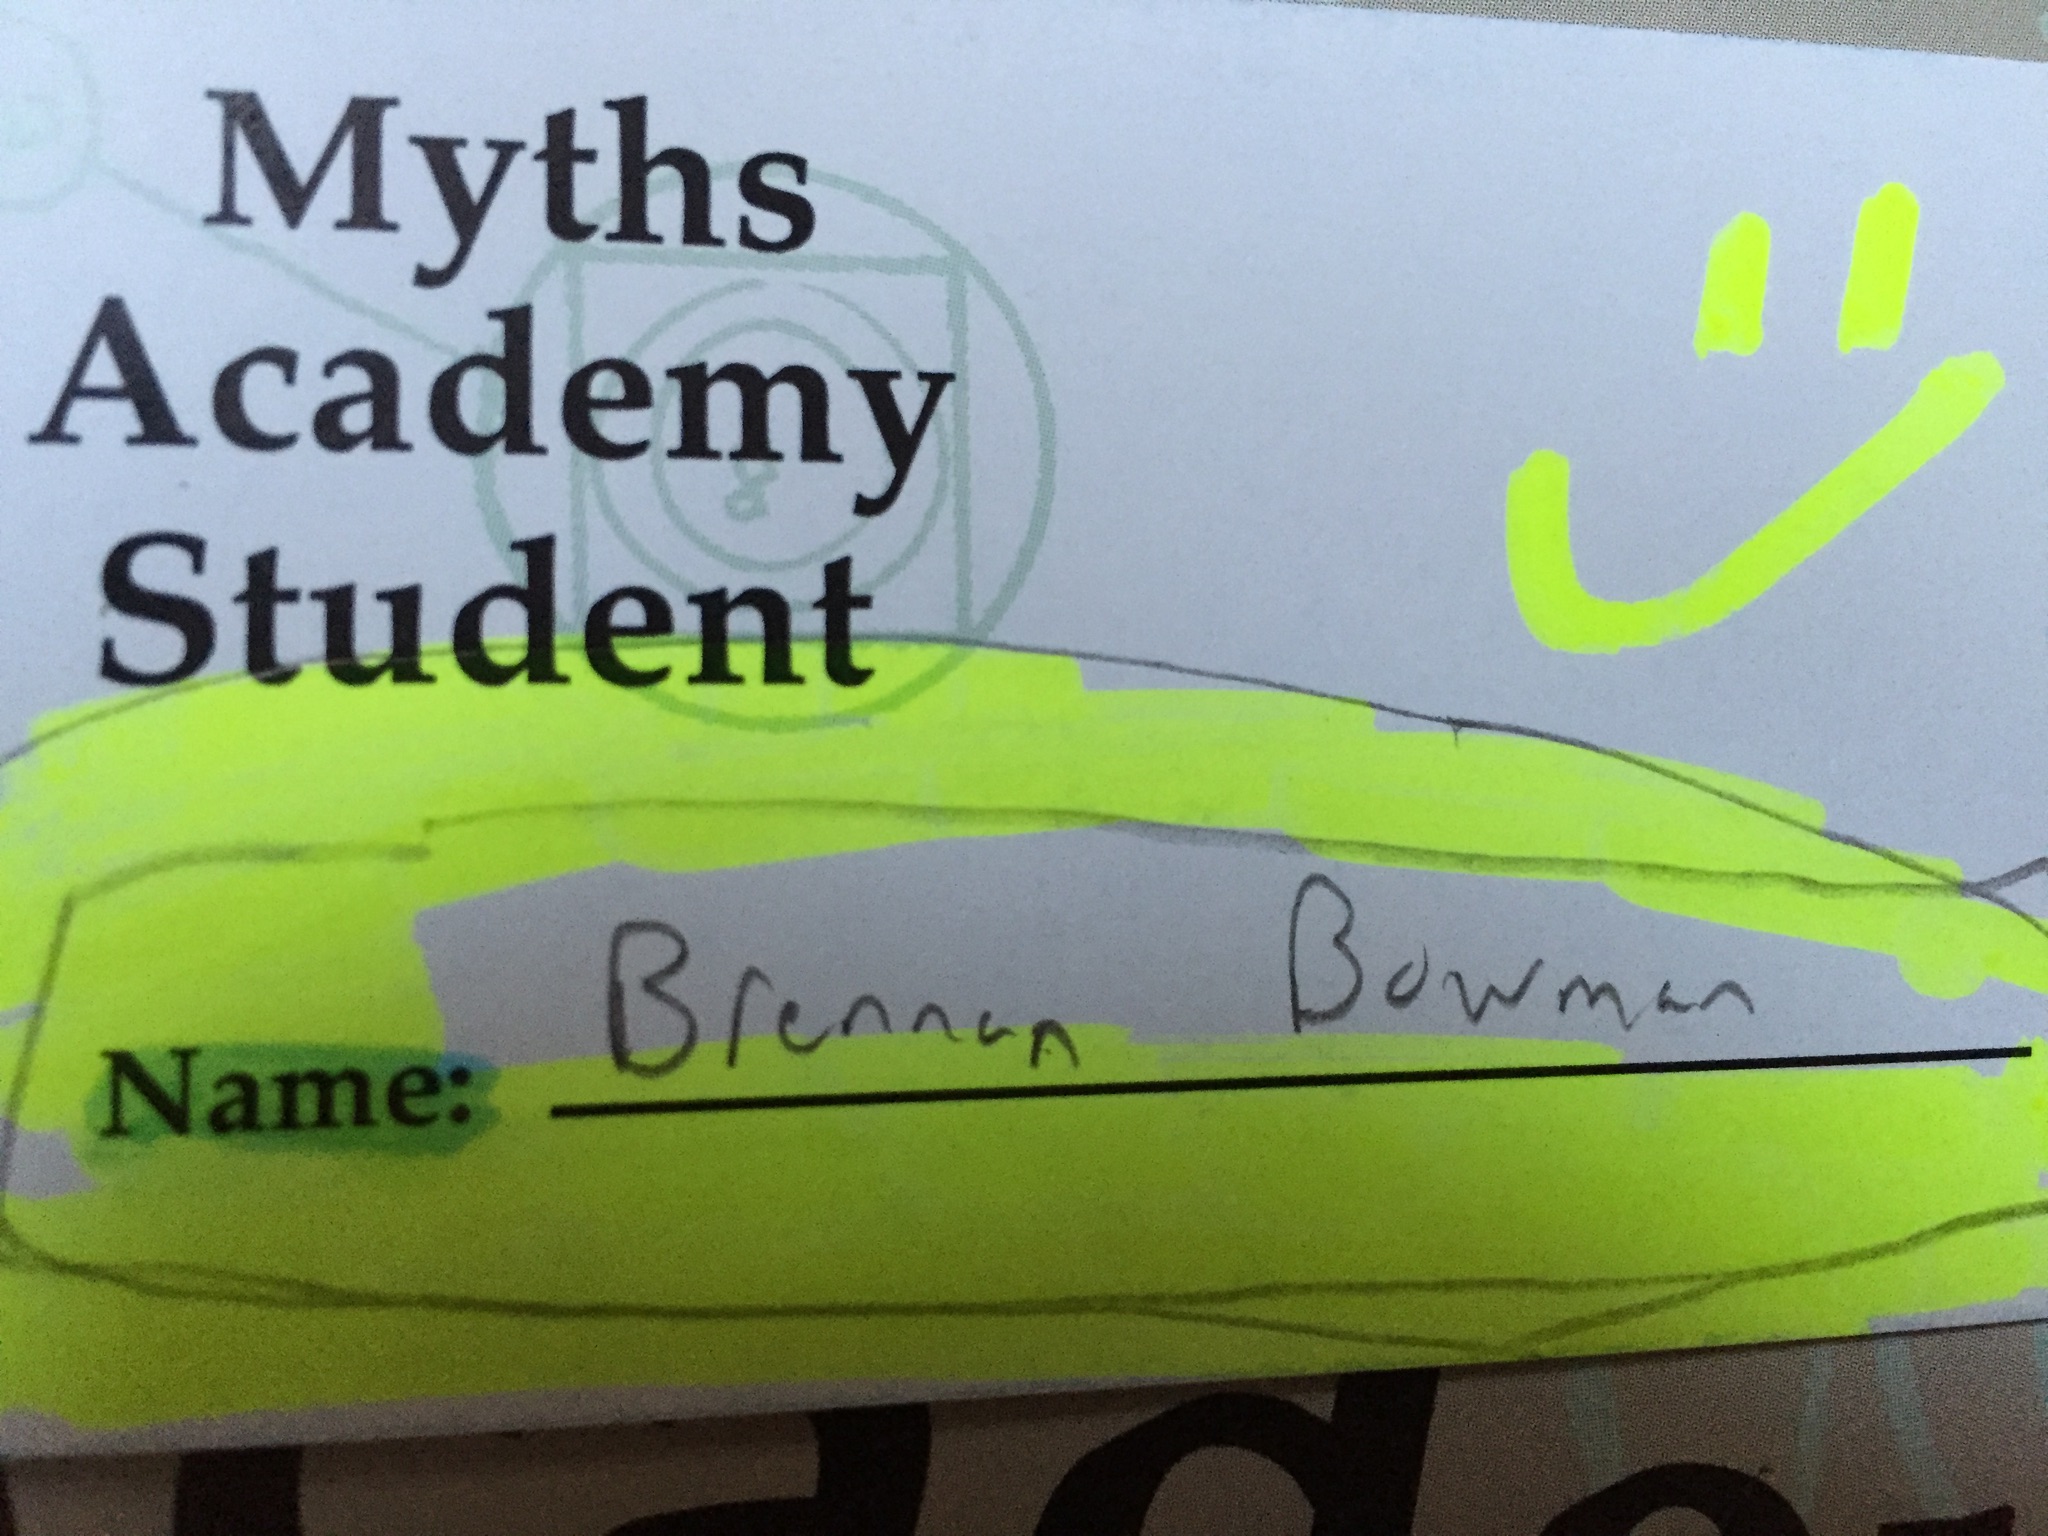 Myths
Academy
Student
Name: Brennan Bowman